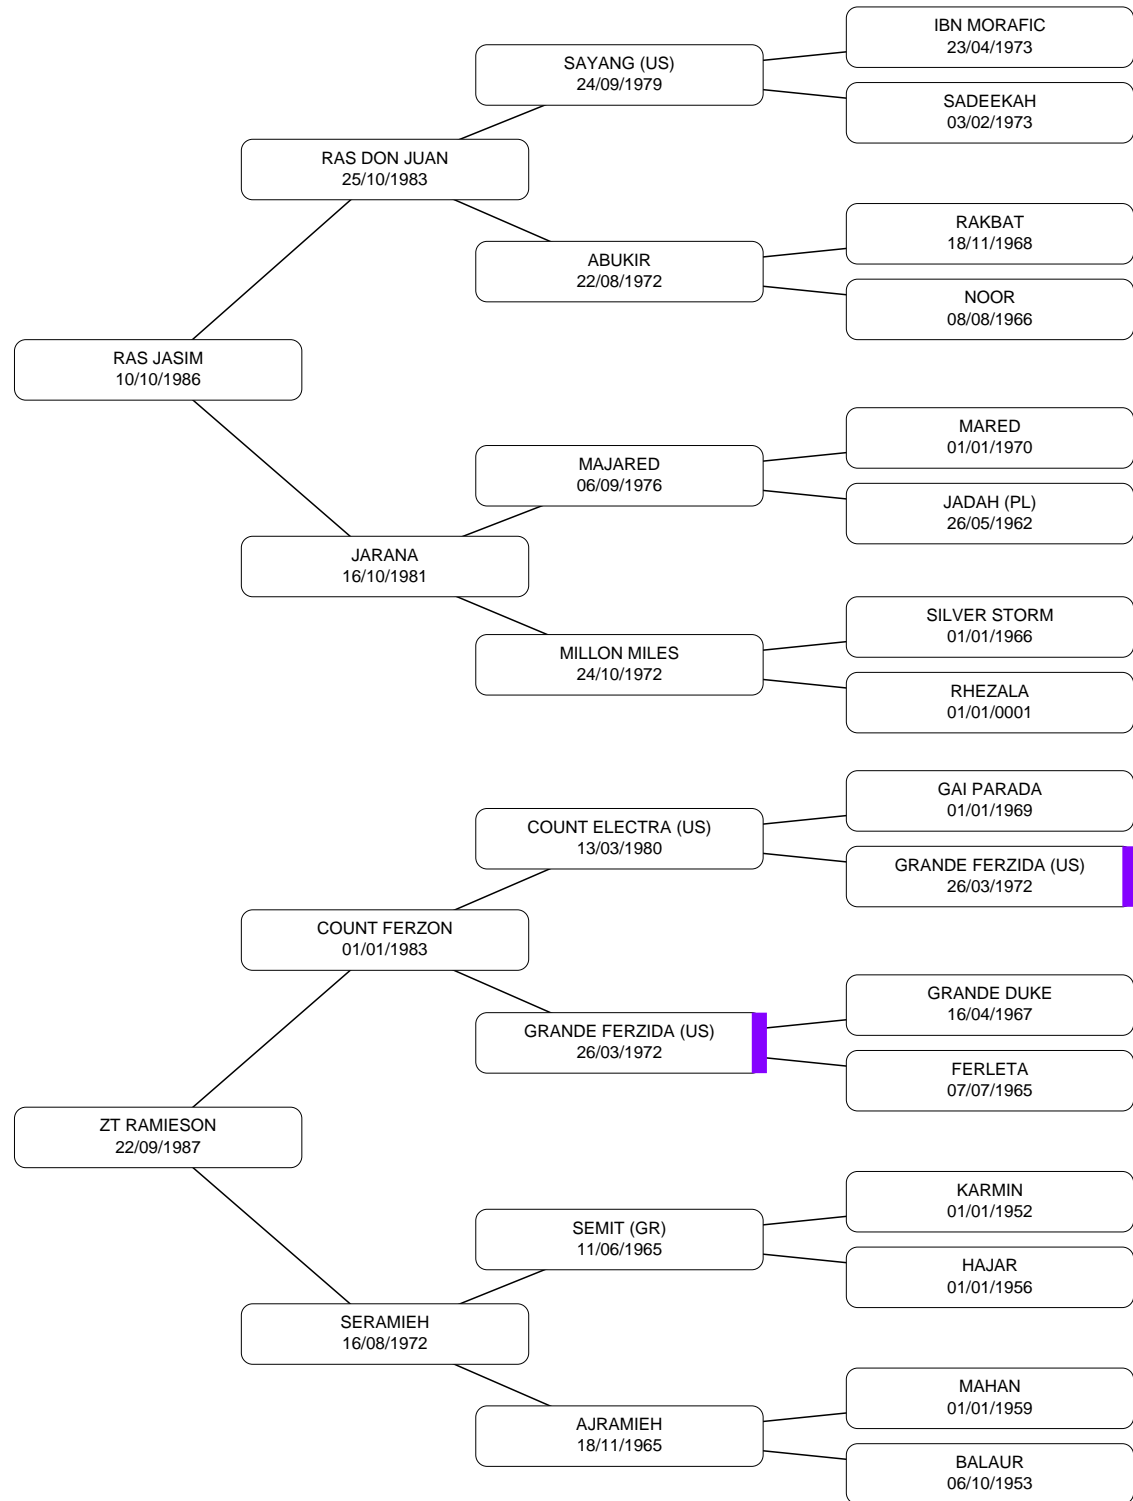 IBN MORAFIC
23/04/1973
SAYANG (US)
24/09/1979
SADEEKAH
03/02/1973
RAS DON JUAN
25/10/1983
RAKBAT
18/11/1968
ABUKIR
22/08/1972
NOOR
08/08/1966
RAS JASIM
10/10/1986
MARED
01/01/1970
MAJARED
06/09/1976
JADAH (PL)
26/05/1962
JARANA
16/10/1981
SILVER STORM
01/01/1966
MILLON MILES
24/10/1972
RHEZALA
01/01/0001
GAI PARADA
01/01/1969
COUNT ELECTRA (US)
13/03/1980
GRANDE FERZIDA (US)
26/03/1972
COUNT FERZON
01/01/1983
GRANDE DUKE
16/04/1967
GRANDE FERZIDA (US)
26/03/1972
FERLETA
07/07/1965
ZT RAMIESON
22/09/1987
KARMIN
01/01/1952
SEMIT (GR)
11/06/1965
HAJAR
01/01/1956
SERAMIEH
16/08/1972
MAHAN
01/01/1959
AJRAMIEH
18/11/1965
BALAUR
06/10/1953